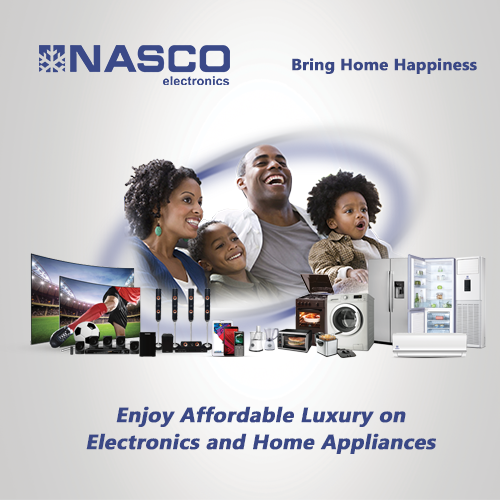 NASCO
electronics
Bring Home Happiness
Enjoy Affordable Luxury on
Electronics and Home Appliances